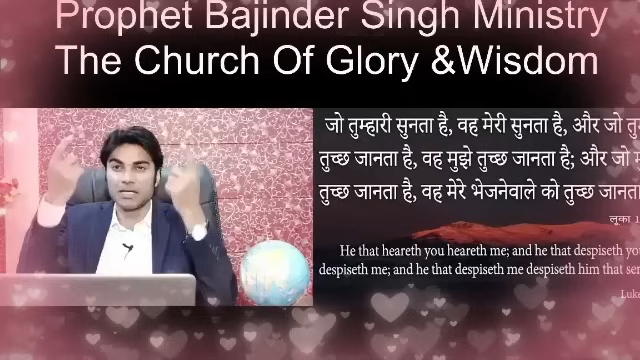 Prophet Bajinder Singh Ministry
The Church Of Glory &Wisdom
जो तुम्हारी सुनता है, वह मेरी सुनता है, और जो
तुच्छ जानता है, वह मुझे तुच्छ जानता है; और जो
तुच्छ जानता है, वह मेरे भेजनेवाले को तुच्छ
लूका
He that heareth you heareth me; and he that despiseth
despiseth me; and he that despiseth me despiseth him that
Luke